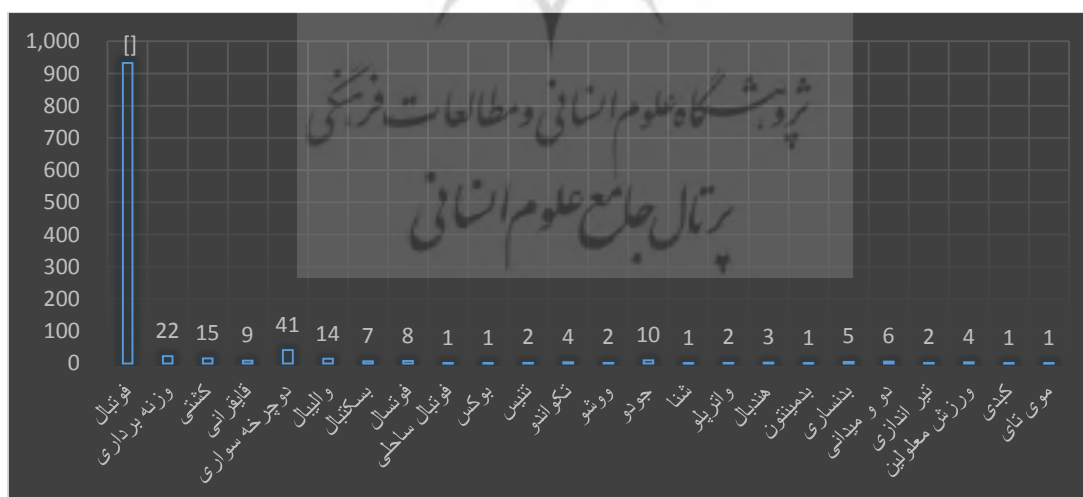 1,000
900
800
700
600
500
400
300
200
100
0
[]
22 15 9 41 14 7 8 1 1 2 4 2 10 1 2 3 1 5 6 2 4 1 1
پژوهشگاه علوم انسانی و مطالعات فرهنگی
پرتال جامع علوم انسانی
فوتبال
وزنه برداری
کشتی
قایقرانی
دوچرخه سواری
والیبال
بسکتبال
فوتسال
فوتبال ساحلی
بوکس
تنیس
تکواندو
ووشو
جودو
شنا
واترپلو
هندبال
بدمینتون
بدنسازی
دو و میدانی
تیر اندازی
ورزش معلولین
کبدی
موی تای